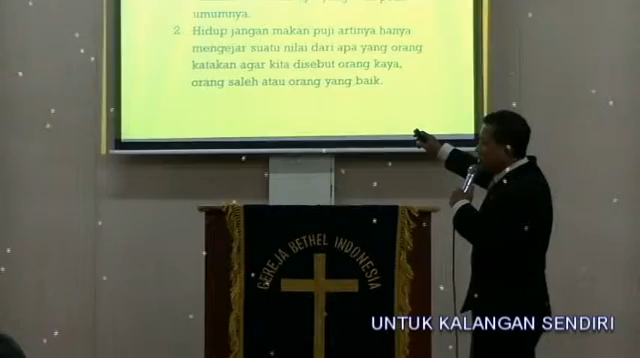 umumnya.
2. Hidup jangan makan puji artinya hanya
mengejar suatu nilai dari apa yang orang
katakan agar kita disebut orang kaya,
orang saleh atau orang yang baik.
GEREJA BETHEL INDONESIA
UNTUK KALANGAN SENDIRI